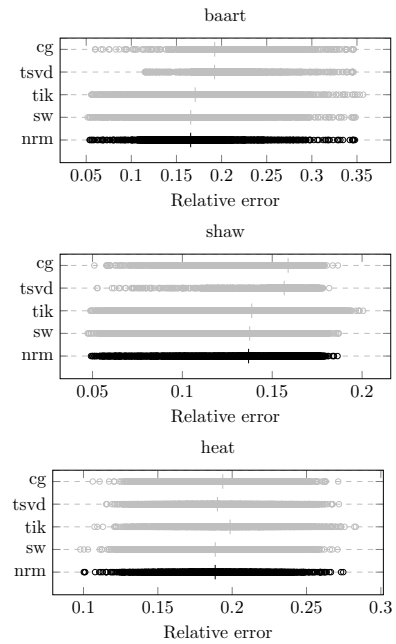 baart
cg
tsvd
tik
sw
nrm
0.05 0.1 0.15 0.2 0.25 0.3 0.35
Relative error
shaw
cg
tsvd
tik
sw
nrm
0.05 0.1 0.15 0.2
Relative error
heat
cg
tsvd
tik
sw
nrm
0.1 0.15 0.2 0.25 0.3
Relative error